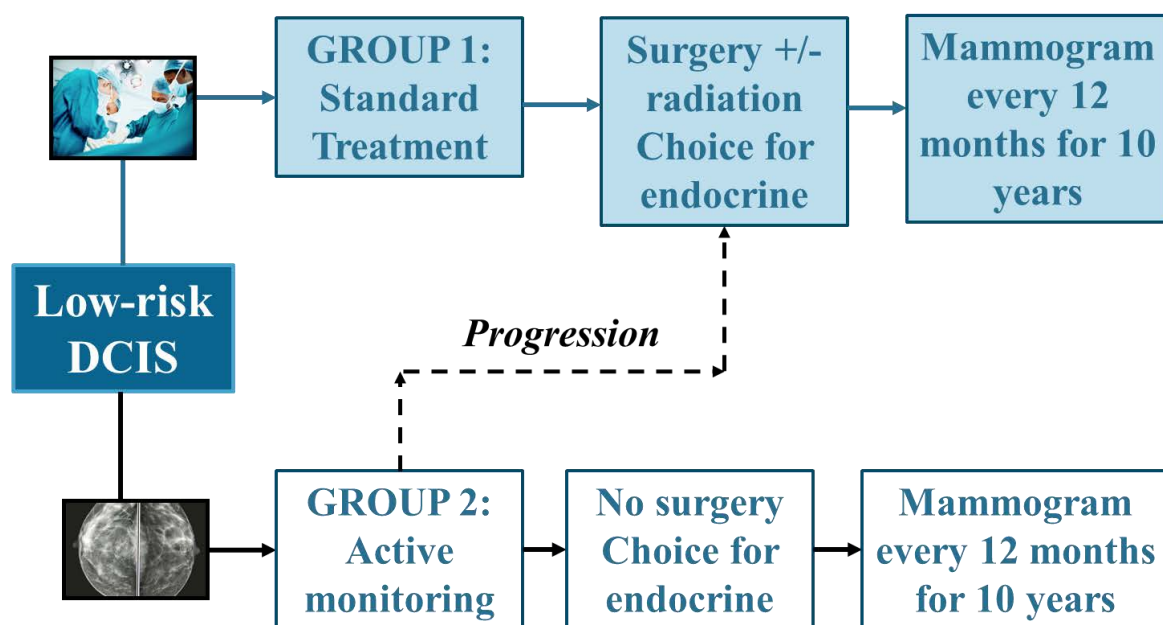 GROUP 1:
Standard
Treatment
Surgery +/-
radiation
Choice for
endocrine
Mammogram
every 12
months for 10
years
Low-risk
DCIS
Progression
GROUP 2:
Active
monitoring
No surgery
Choice for
endocrine
Mammogram
every 12 months
for 10 years